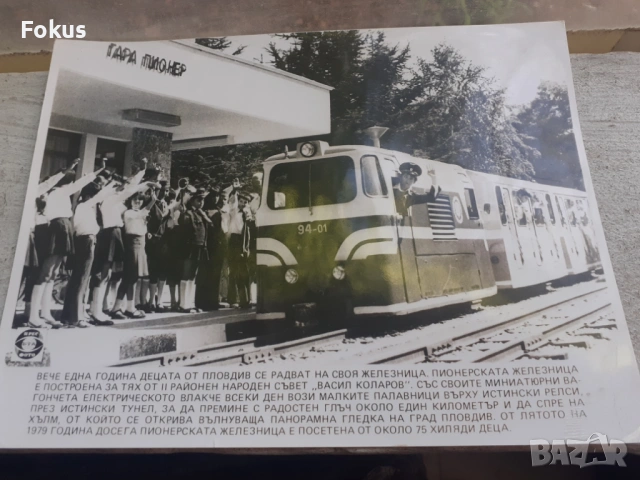 Fokus
ГАРА ПИОНЕР
94-01
ВЕЧЕ ЕДНА ГОДИНА ДЕЦАТА ОТ ПЛОВДИВ СЕ РАДВАТ НА СВОЯ ЖЕЛЕЗНИЦА. ПИОНЕРСКАТА ЖЕЛЕЗНИЦА
Е ПОСТРОЕНА ЗА ТЯХ ОТ II РАЙОНЕН НАРОДЕН СЪВЕТ „ВАСИЛ КОЛАРОВ". СЪС СВОИТЕ МИНИАТЮРНИ ВА-
ГОНЧЕТА ЕЛЕКТРИЧЕСКОТО ВЛАКЧЕ ВСЕКИ ДЕН ВОЗИ МАЛКИТЕ ПАЛАВНИЦИ ВЪРХУ ИСТИНСКИ РЕЛСИ,
ПРЕЗ ИСТИНСКИ ТУНЕЛ, ЗА ДА ПРЕМИНЕ С РАДОСТЕН ГЛЪЧ ОКОЛО ЕДИН КИЛОМЕТЪР И ДА СПРЕ НА
ХЪЛМ, ОТ КОЙТО СЕ ОТКРИВА ВЪЛНУВАЩА ПАНОРАМНА ГЛЕДКА НА ГРАД ПЛОВДИВ. ОТ ЛЯТОТО НА
1979 ГОДИНА ДОСЕГА ПИОНЕРСКАТА ЖЕЛЕЗНИЦА Е ПОСЕТЕНА ОТ ОКОЛО 75 ХИЛЯДИ ДЕЦА.
bazar.bg